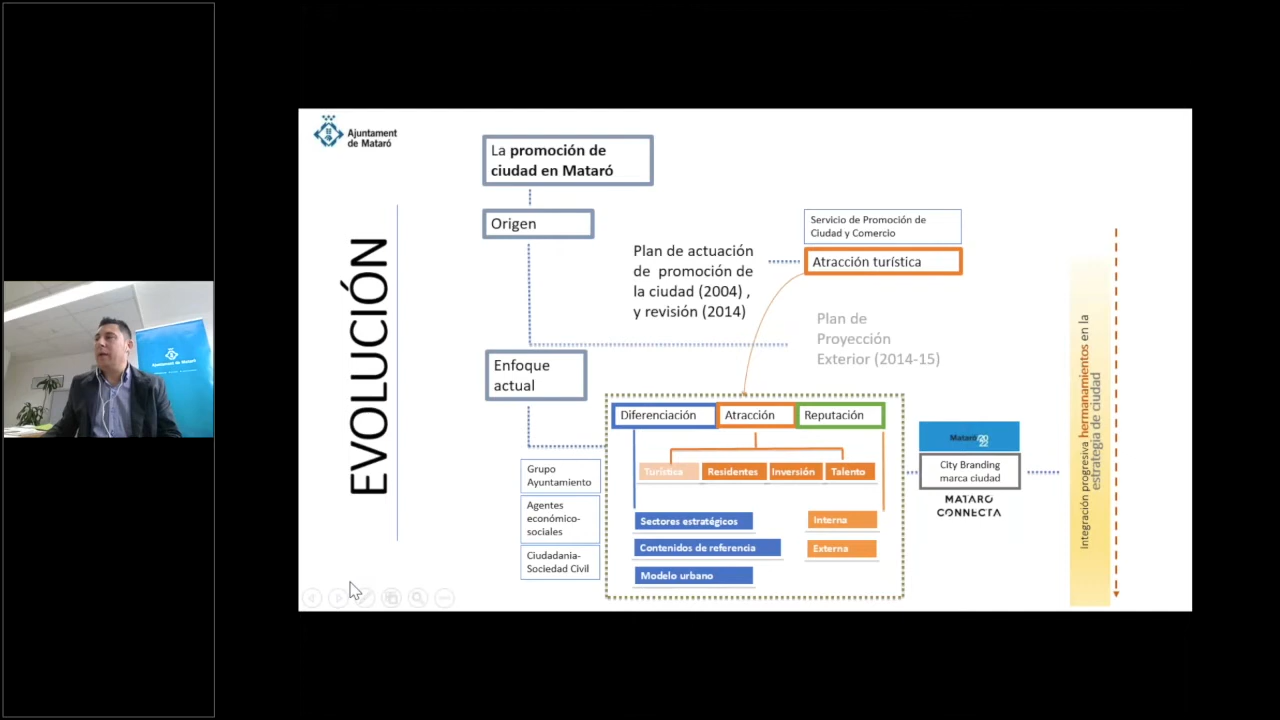 Ajuntament
de Mataró
EVOLUCIÓN
La promoción de
ciudad en Mataró
Origen
Plan de actuación
de promoción de
la ciudad (2004) ,
y revisión (2014)
Servicio de Promoción de
Ciudad y Comercio
Atracción turística
Plan de
Proyección
Exterior (2014-15)
Enfoque
actual
Grupo
Ayuntamiento
Agentes
económico-
sociales
Ciudadania-
Sociedad Civil
Diferenciación
Atracción
Reputación
Turística
Residentes
Inversión
Talento
Sectores estratégicos
Contenidos de referencia
Modelo urbano
Interna
Externa
Mataró
City Branding
marca ciudad
MATARO
CONNECTA
Integración progresiva hermanamientos en la
estrategia de ciudad
Ajuntament de Mataró